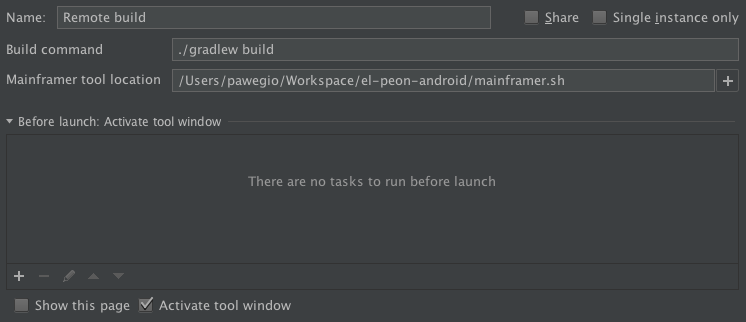 Name: Remote build Share Single instance only
Build command ./gradlew build
Mainframer tool location /Users/pawegio/Workspace/el-peon-android/mainframer.sh
Before launch: Activate tool window
There are no tasks to run before launch
Show this page Activate tool window